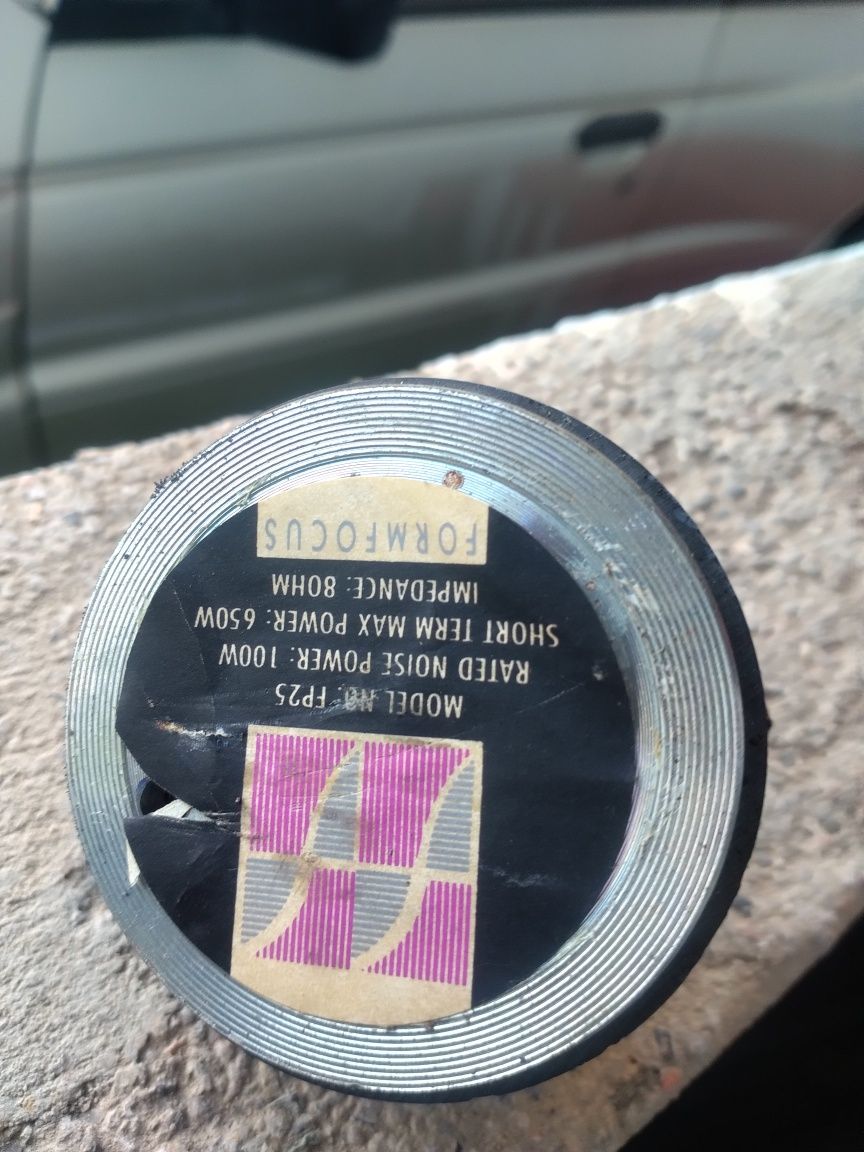 MODEL NO. FP25
RATED NOISE POWER: 100W
SHORT TERM MAX POWER: 650W
IMPEDANCE: 8OHM
FORMFOCUS